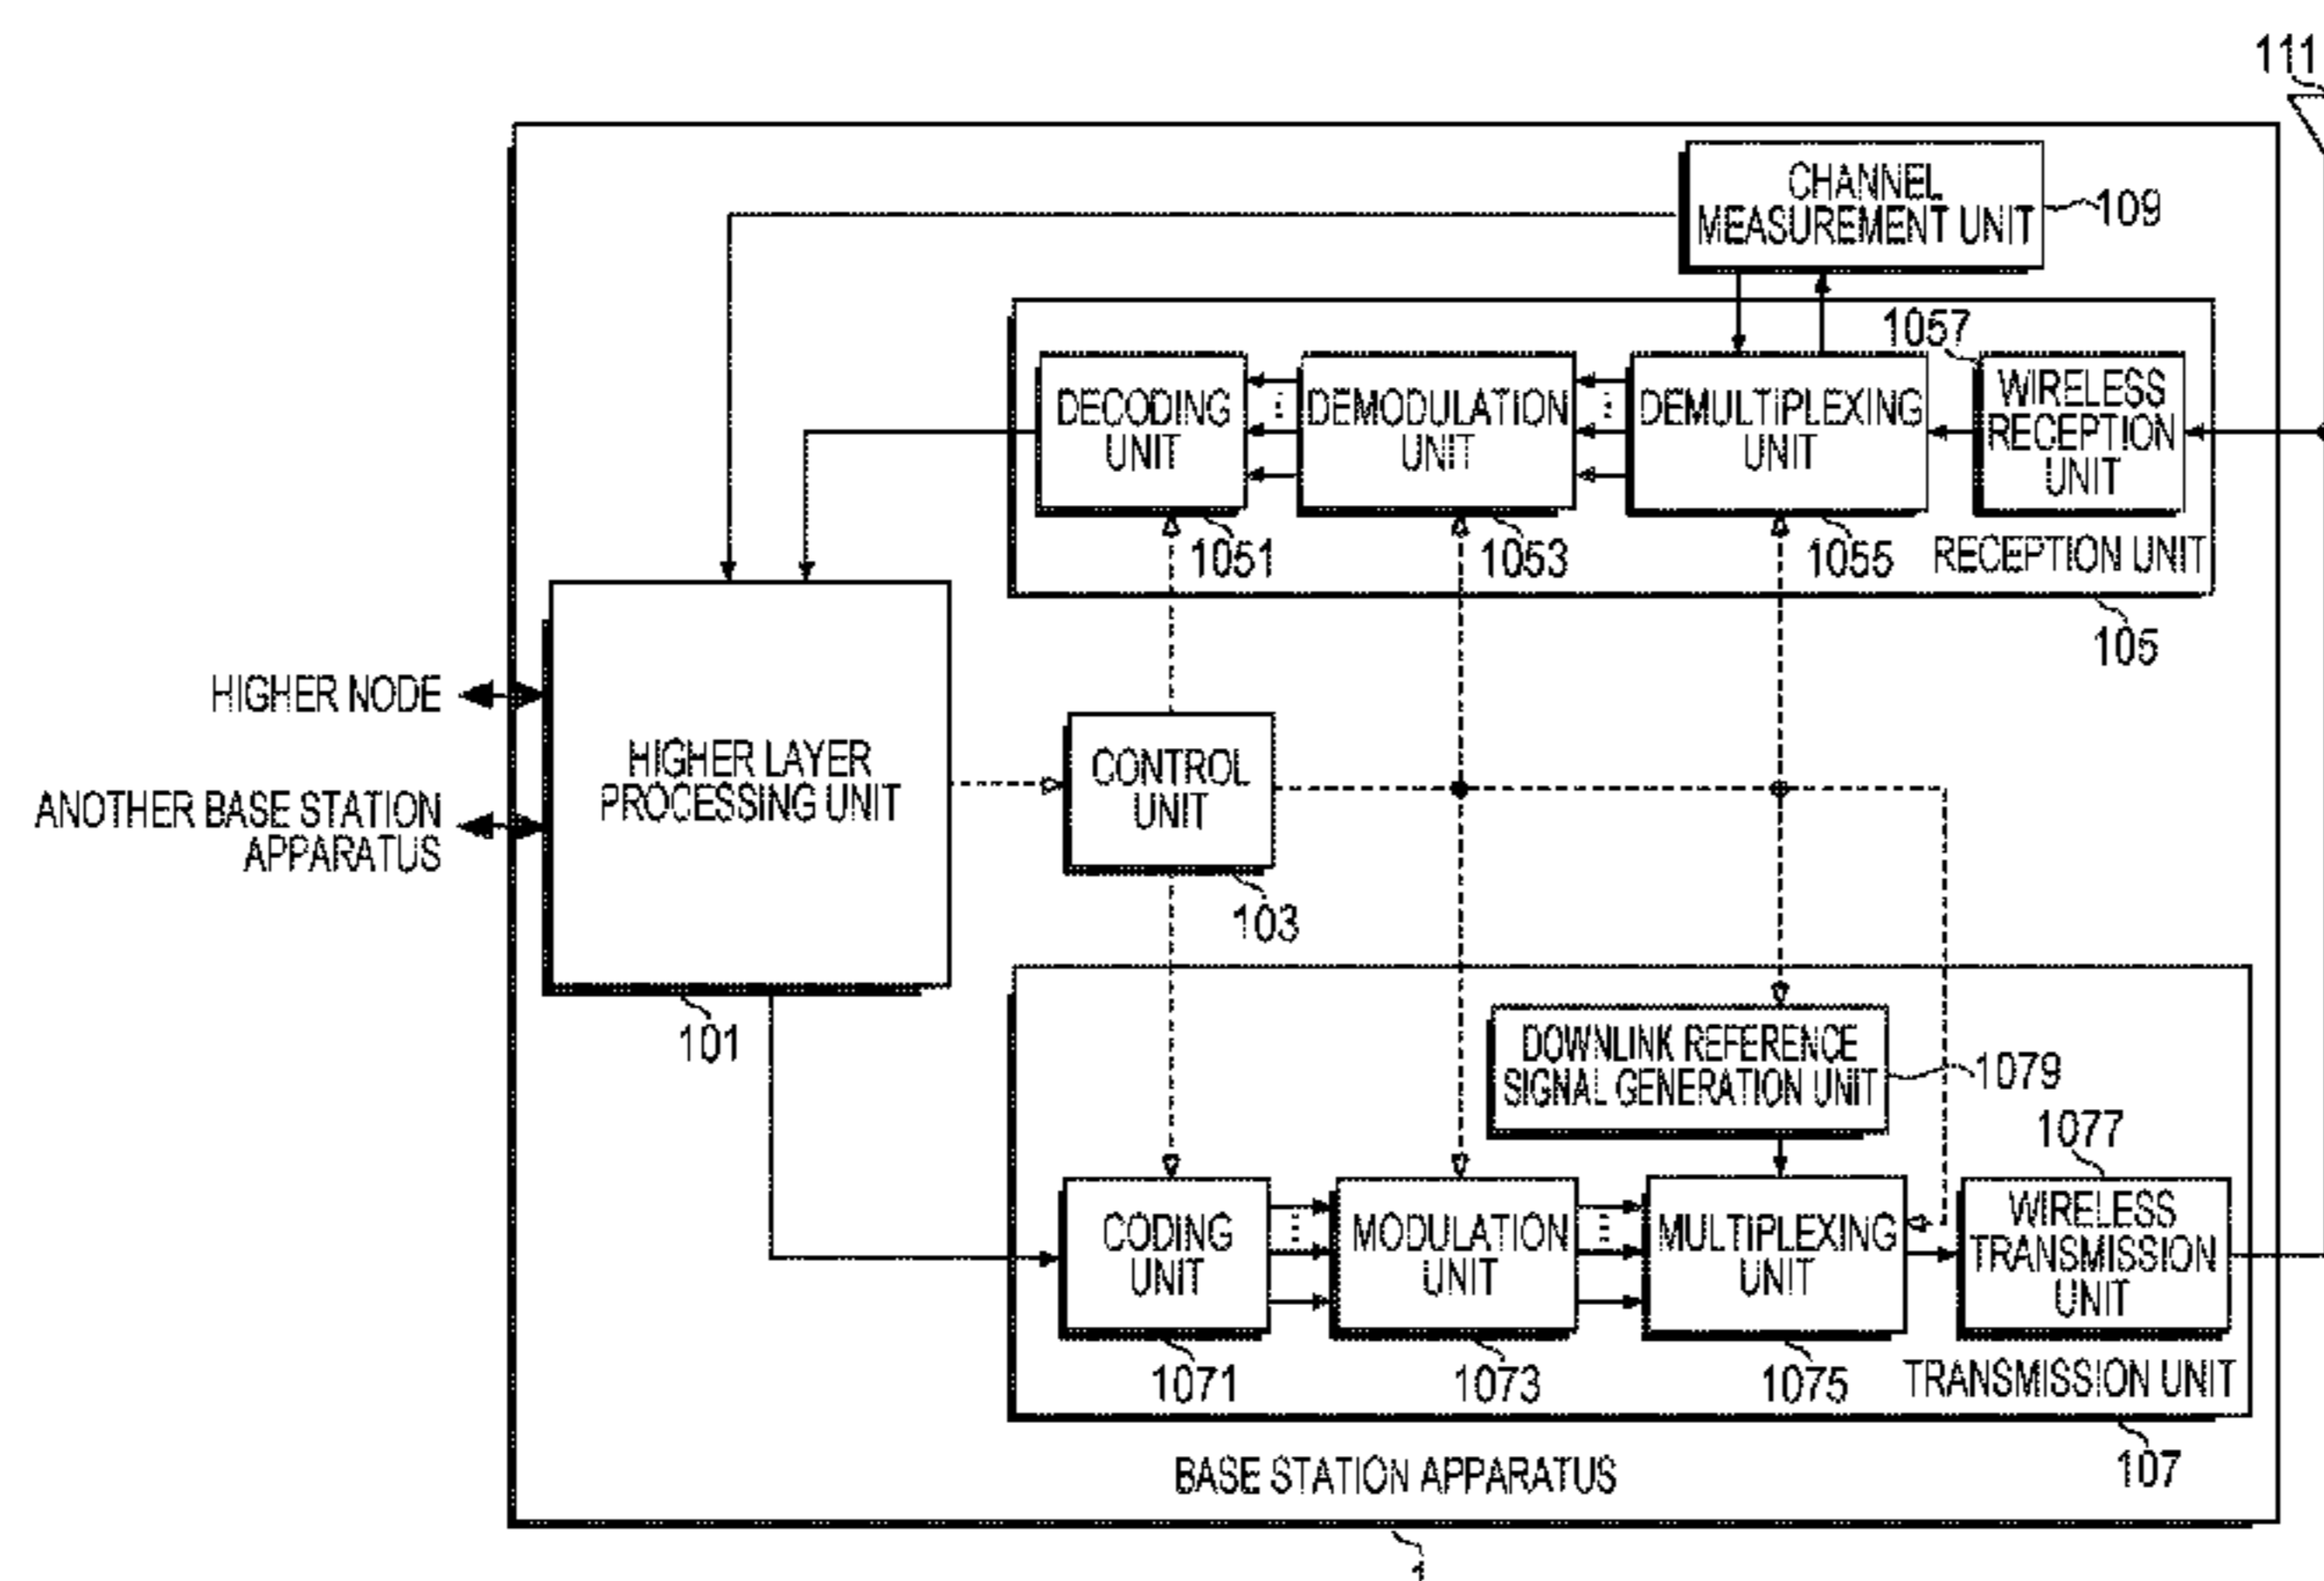 111
CHANNEL
MEASUREMENT UNIT
109
1057
DECODING
UNIT
DEMODULATION
UNIT
DEMULTIPLEXING
UNIT
WIRELESS
RECEPTION
UNIT
1051
1053
1055
RECEPTION UNIT
105
HIGHER NODE
ANOTHER BASE STATION
APPARATUS
HIGHER LAYER
PROCESSING UNIT
CONTROL
UNIT
103
101
DOWNLINK REFERENCE
SIGNAL GENERATION UNIT
1079
1077
CODING
UNIT
MODULATION
UNIT
MULTIPLEXING
UNIT
WIRELESS
TRANSMISSION
UNIT
1071
1073
1075
TRANSMISSION UNIT
107
BASE STATION APPARATUS
1